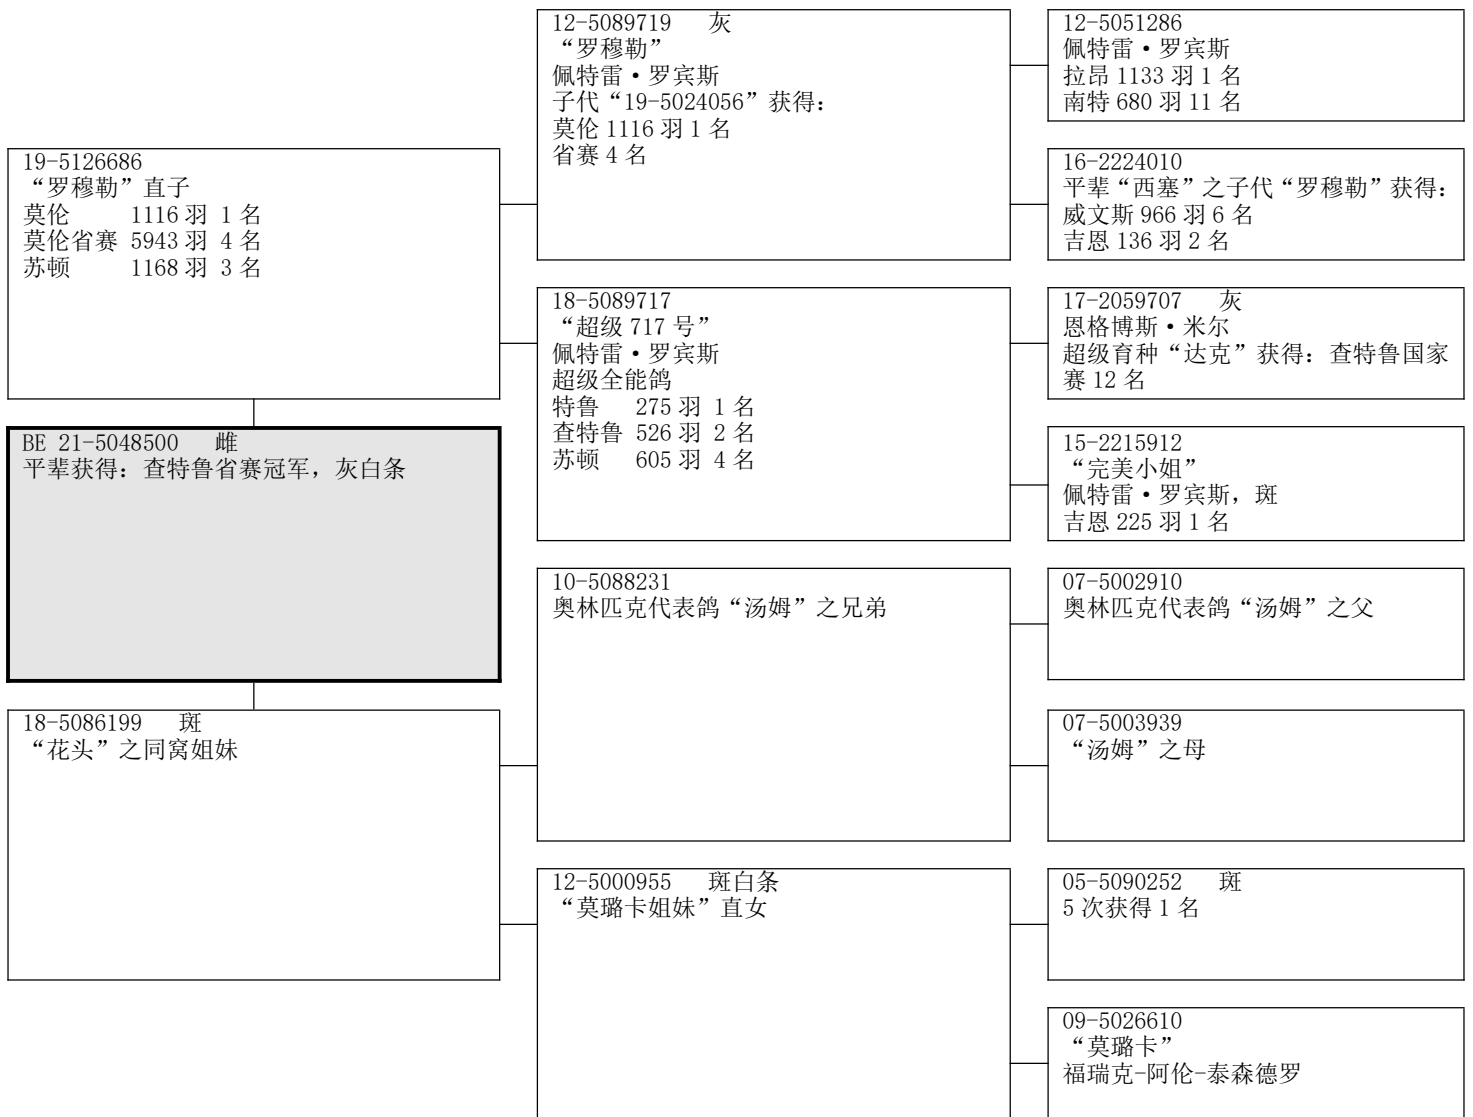 19-5126686
“罗穆勒”直子
莫伦 1116 羽 1 名
莫伦省赛 5943 羽 4 名
苏顿 1168 羽 3 名
BE 21-5048500 雌
平辈获得：查特鲁省赛冠军，灰白条
18-5086199 斑
“花头”之同窝姐妹
12-5089719 灰
“罗穆勒”
佩特雷·罗宾斯
子代“19-5024056”获得：
莫伦 1116 羽 1 名
省赛 4 名
18-5089717
“超级 717 号”
佩特雷·罗宾斯
超级全能鸽
特鲁 275 羽 1 名
查特鲁 526 羽 2 名
苏顿 605 羽 4 名
10-5088231
奥林匹克代表鸽“汤姆”之兄弟
12-5000955 斑白条
“莫璐卡姐妹”直女
12-5051286
佩特雷·罗宾斯
拉昂 1133 羽 1 名
南特 680 羽 11 名
16-2224010
平辈“西塞”之子代“罗穆勒”获得：
威文斯 966 羽 6 名
吉恩 136 羽 2 名
17-2059707 灰
恩格博斯·米尔
超级育种“达克”获得：查特鲁国家
赛 12 名
15-2215912
“完美小姐”
佩特雷·罗宾斯，斑
吉恩 225 羽 1 名
07-5002910
奥林匹克代表鸽“汤姆”之父
07-5003939
“汤姆”之母
05-5090252 斑
5 次获得 1 名
09-5026610
“莫璐卡”
福瑞克-阿伦-泰森德罗